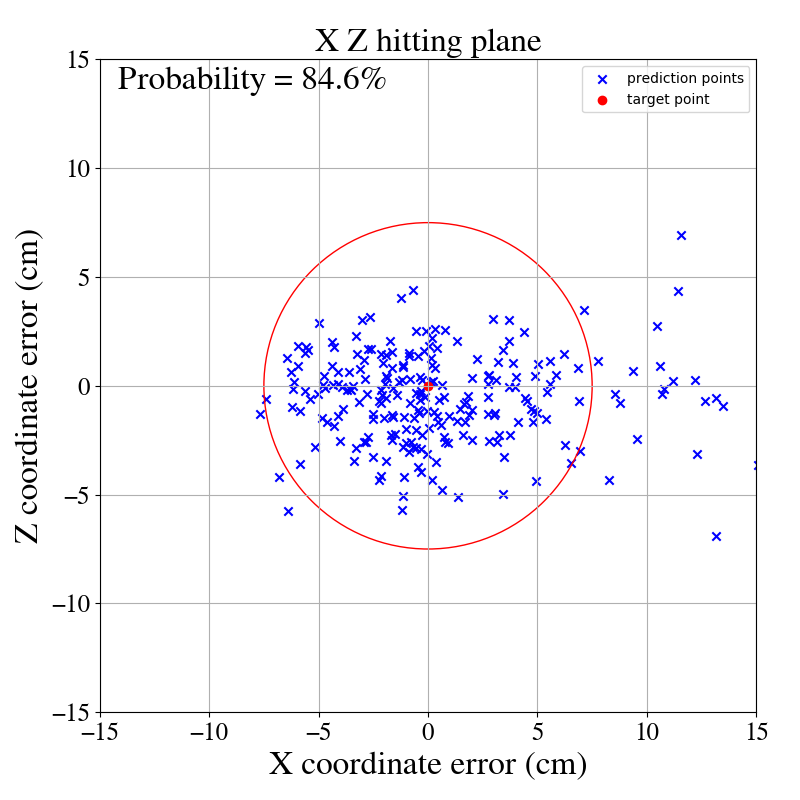 X Z hitting plane
Probability = 84.6%
prediction points
target point
15
10
5
0
−5
−10
−15
Z coordinate error (cm)
−15 −10 −5 0 5 10 15
X coordinate error (cm)